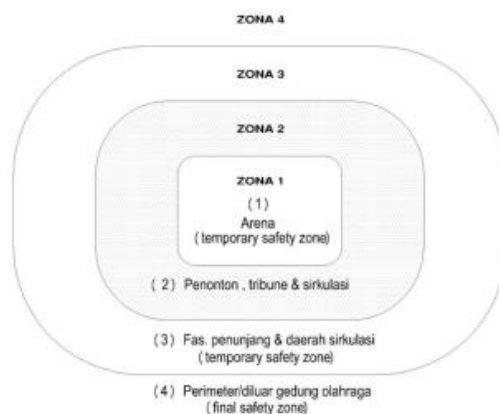 ZONA 4
ZONA 3
ZONA 2
ZONA 1
(1)
Arena
(temporary safety zone)
(2) Penonton , tribune & sirkulasi
(3) Fas. penunjang & daerah sirkulasi
(temporary safety zone)
(4) Perimeter/diluar gedung olahraga
(final safety zone)